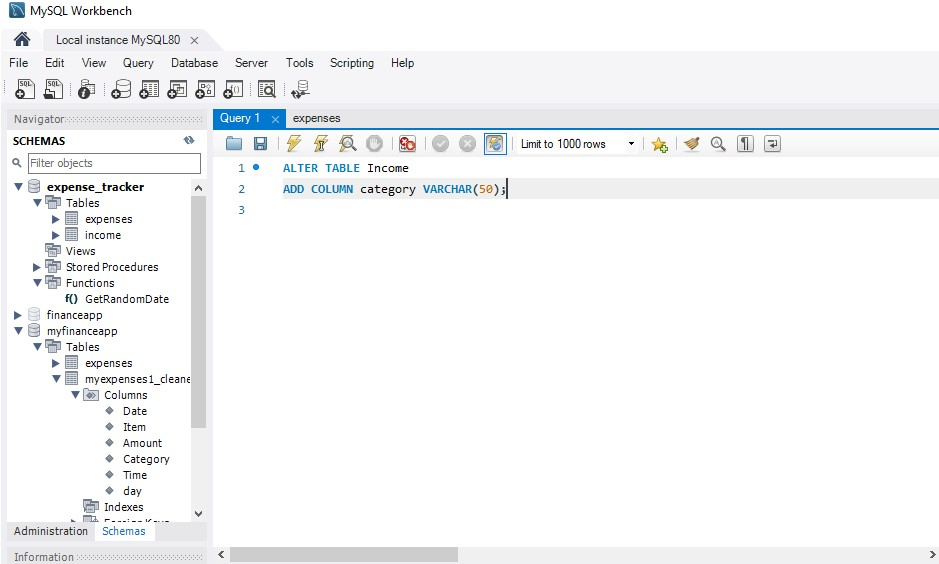 MySQL Workbench
Local instance MySQL80
File Edit View Query Database Server Tools Scripting Help
Navigator
SCHEMAS
Filter objects
expense_tracker
Tables
expenses
income
Views
Stored Procedures
Functions
f() GetRandomDate
financeapp
myfinanceapp
Tables
expenses
myexpenses1_cleane
Columns
Date
Item
Amount
Category
Time
day
Indexes
Foreign Keys
Administration Schemas
Information
Query 1 expenses
Limit to 1000 rows
1 ALTER TABLE Income
2 ADD COLUMN category VARCHAR(50);
3